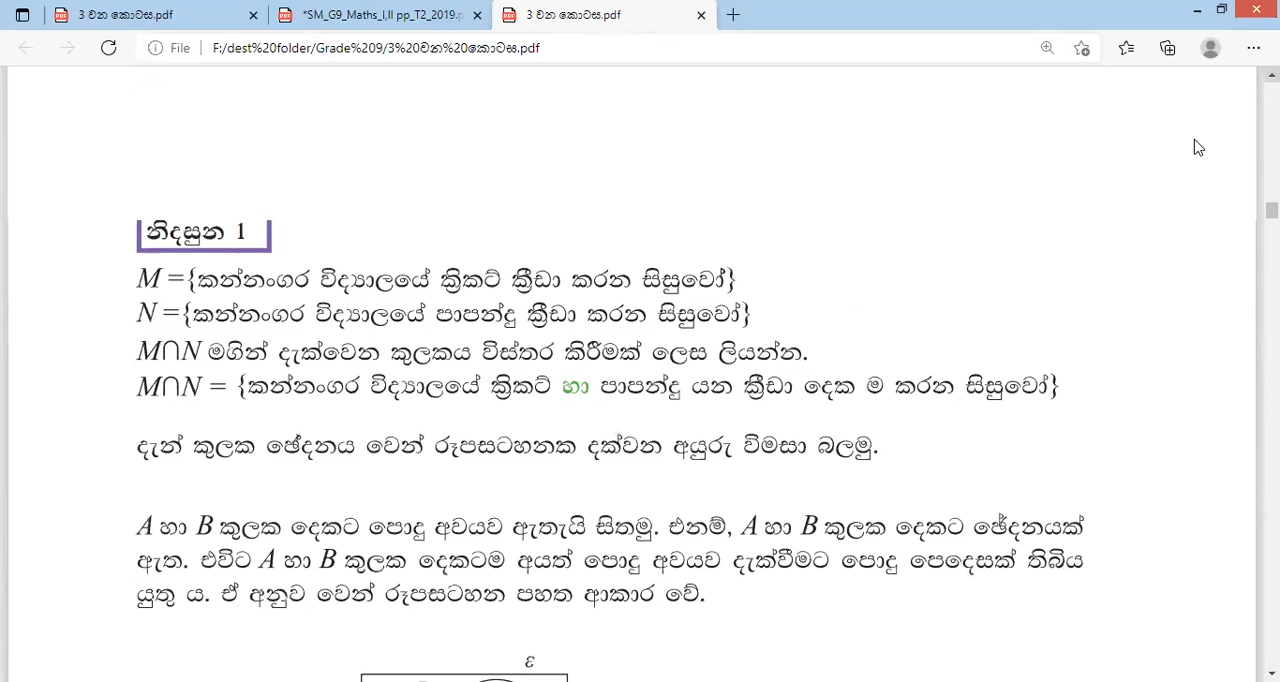 3 වන කොටස.pdf
*SM_G9_Maths_I,II pp_T2_2019.p
3 වන කොටස.pdf
File
F:/dest%20folder/Grade%209/3%20වන%20කොටස.pdf
නිදසුන 1
M ={කන්නංගර විද්‍යාලයේ ක්‍රිකට් ක්‍රීඩා කරන සිසුවෝ}
N ={කන්නංගර විද්‍යාලයේ පාපන්දු ක්‍රීඩා කරන සිසුවෝ}
M∩N මගින් දැක්වෙන කුලකය විස්තර කිරීමක් ලෙස ලියන්න.
M∩N = {කන්නංගර විද්‍යාලයේ ක්‍රිකට් හා පාපන්දු යන ක්‍රීඩා දෙක ම කරන සිසුවෝ}
දැන් කුලක ඡේදනය වෙන් රූපසටහනක දක්වන අයුරු විමසා බලමු.
A හා B කුලක දෙකට පොදු අවයව ඇතැයි සිතමු. එනම්, A හා B කුලක දෙකට ඡේදනයක්
ඇත. එවිට A හා B කුලක දෙකටම අයත් පොදු අවයව දැක්වීමට පොදු පෙදෙසක් තිබිය
යුතු ය. ඒ අනුව වෙන් රූපසටහන පහත ආකාර වේ.
ε